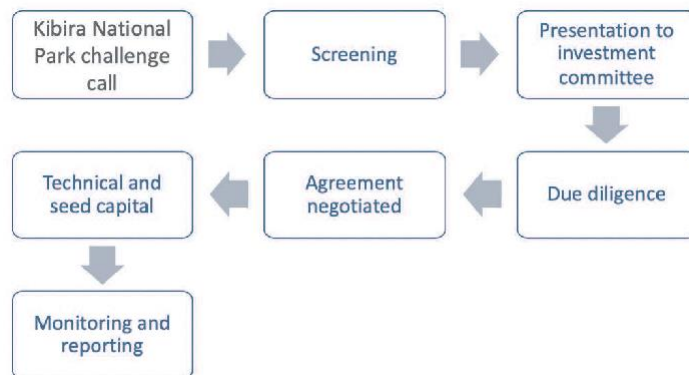 Kibira National
Park challenge
call
Screening
Presentation to
investment
committee
Due diligence
Agreement
negotiated
Technical and
seed capital
Monitoring and
reporting